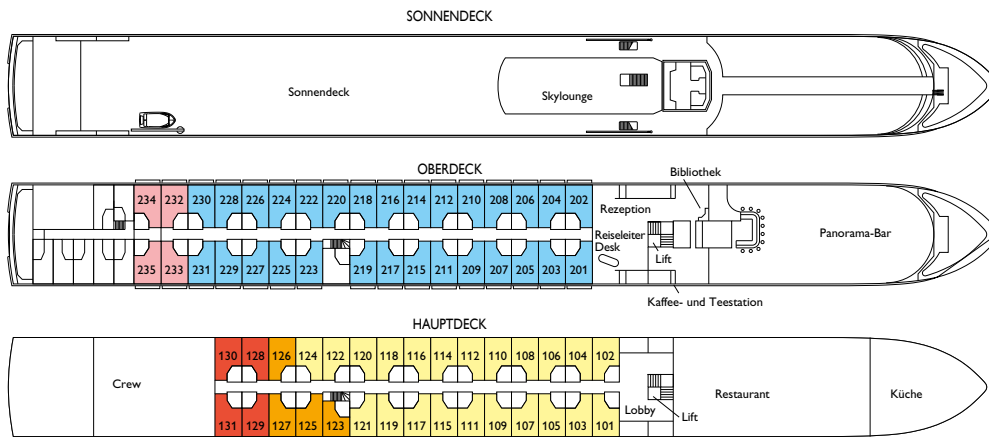 SONNENDECK
Sonnendeck
Skylounge
OBERDECK
Bibliothek
234 232 230 228 226 224 222 220 218 216 214 212 210 208 206 204 202
Rezeption
Reiseleiter
Desk
Lift
Panorama-Bar
235 233 231 229 227 225 223 219 217 215 211 209 207 205 203 201
Kaffee- und Teestation
HAUPTDECK
130 128 126 124 122 120 118 116 114 112 110 108 106 104 102
Crew
Restaurant
Küche
Lobby
Lift
131 129 127 125 123 121 119 117 115 111 109 107 105 103 101